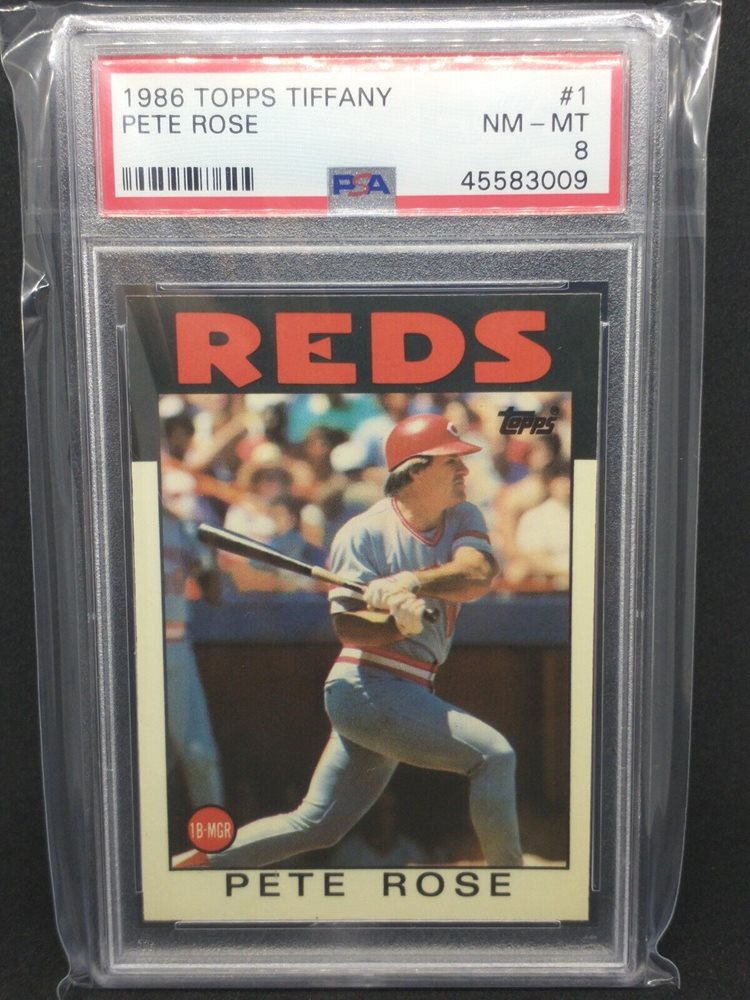 1986 TOPPS TIFFANY #1
PETE ROSE NM - MT
8
PSA 45583009
REDS
topps®
1B-MGR
PETE ROSE